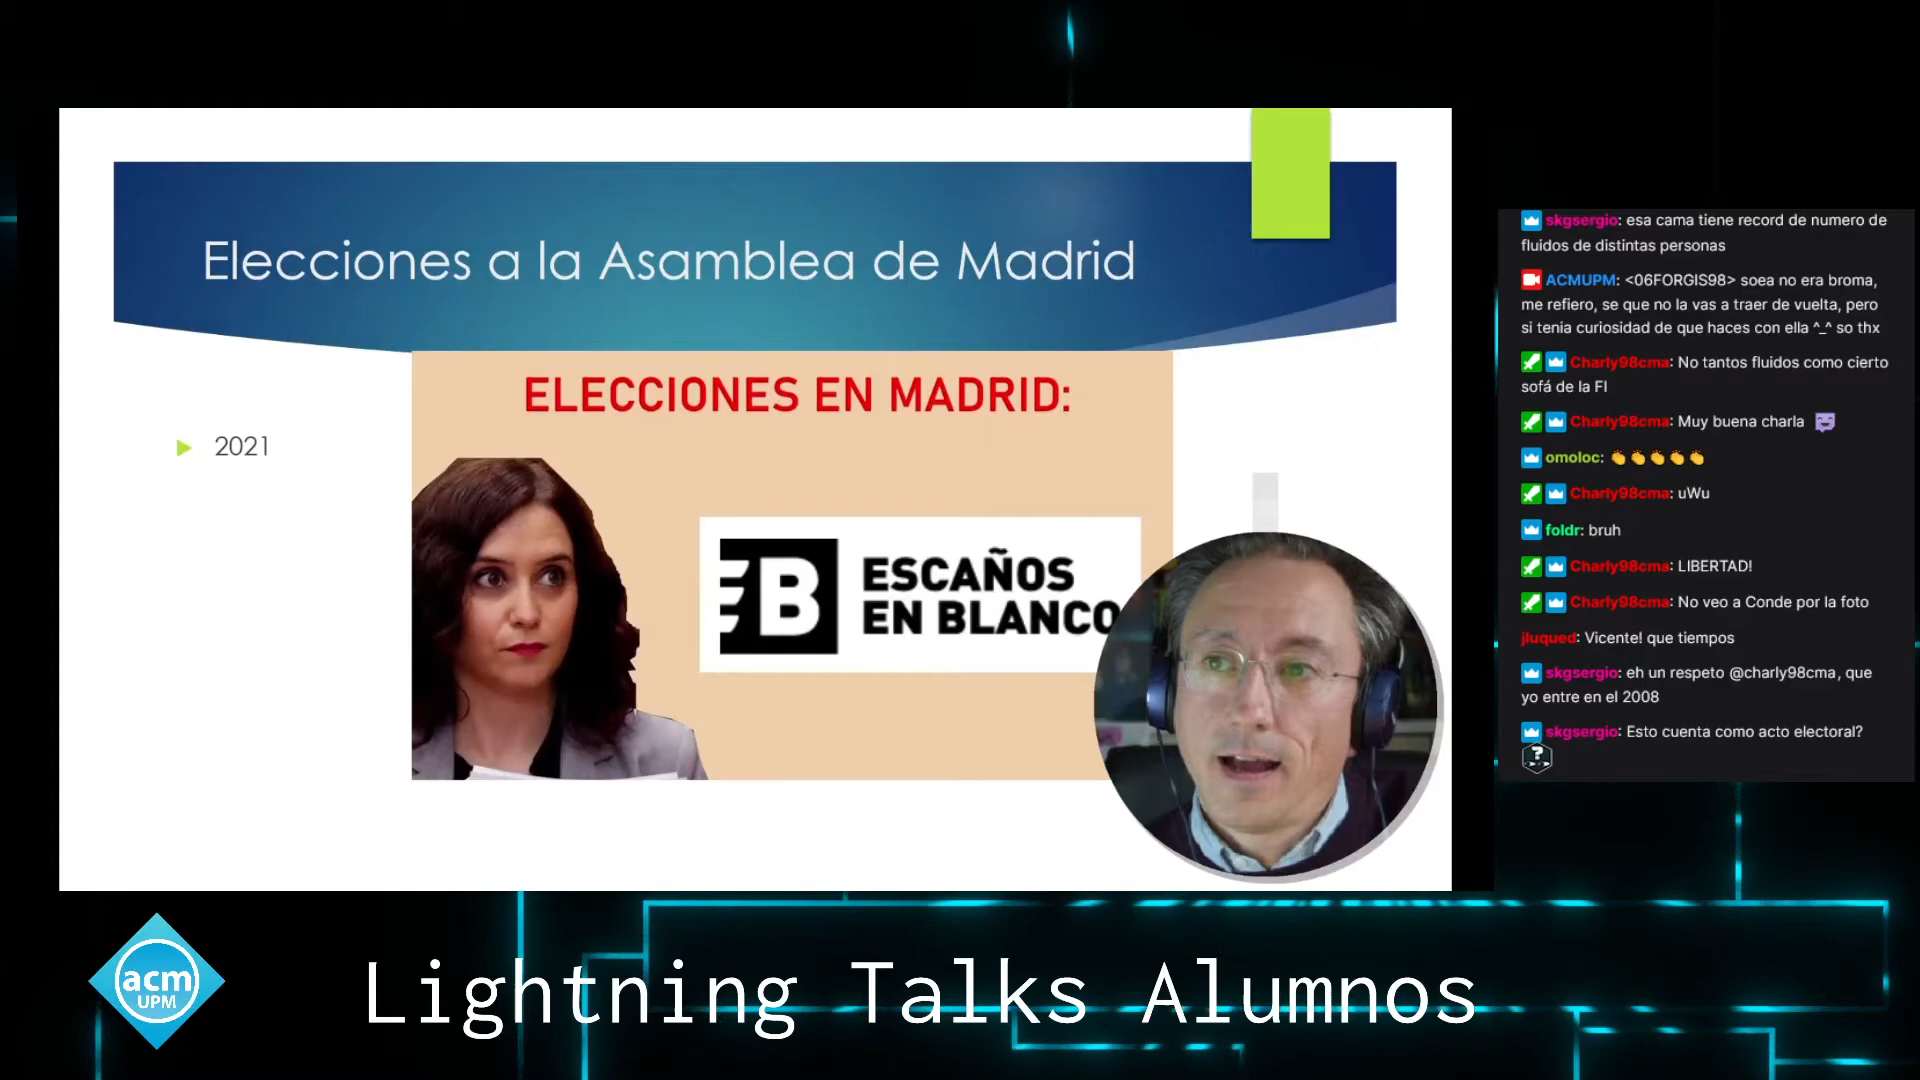 Elecciones a la Asamblea de Madrid
ELECCIONES EN MADRID:
2021
B
ESCAÑOS
EN BLANCO
skgsergio: esa cama tiene record de numero de
fluidos de distintas personas
ACMUPM: <06FORGIS98> soea no era broma,
me refiero, se que no la vas a traer de vuelta, pero
si tenia curiosidad de que haces con ella ^_^ so thx
Charly98cma: No tantos fluidos como cierto
sofá de la FI
Charly98cma: Muy buena charla
omoloc: 👏👏👏👏👏
Charly98cma: uWu
foldr: bruh
Charly98cma: LIBERTAD!
Charly98cma: No veo a Conde por la foto
jluqued: Vicente! que tiempos
skgsergio: eh un respeto @charly98cma, que
yo entre en el 2008
skgsergio: Esto cuenta como acto electoral?
?
acm
UPM
Lightning Talks Alumnos